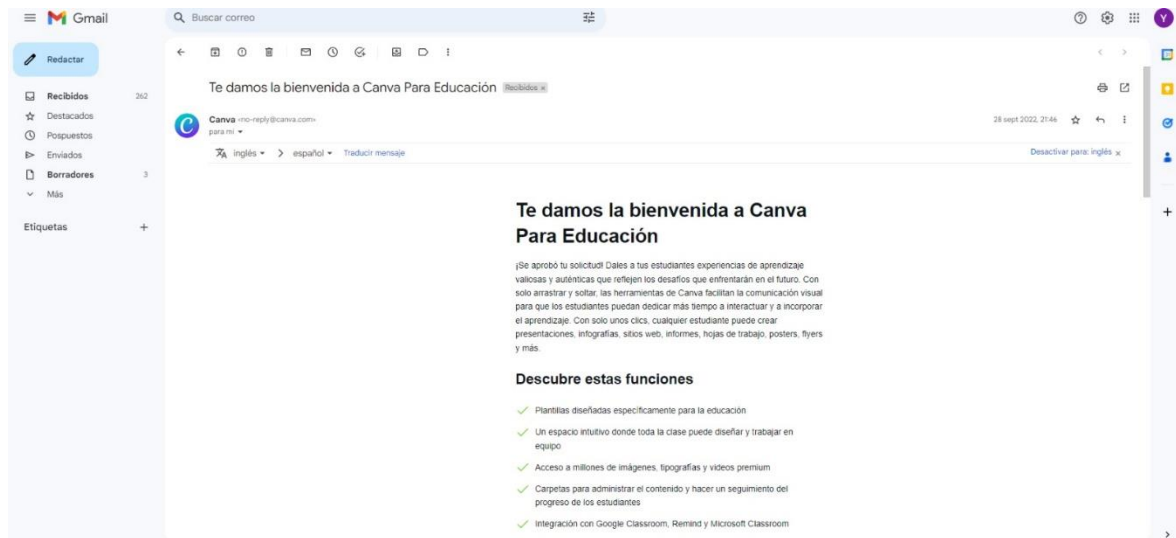 Gmail
Buscar correo
Y
Redactar
Recibidos 262
Destacados
Pospuestos
Enviados
Borradores 3
Más
Etiquetas
Te damos la bienvenida a Canva Para Educación Recibidos x
Canva <no-reply@canva.com>
28 sept 2022, 21:46
para mí
inglés > español Traducir mensaje
Desactivar para: inglés x
Te damos la bienvenida a Canva
Para Educación
¡Se aprobó tu solicitud! Dales a tus estudiantes experiencias de aprendizaje
valiosas y auténticas que reflejen los desafíos que enfrentarán en el futuro. Con
solo arrastrar y soltar, las herramientas de Canva facilitan la comunicación visual
para que los estudiantes puedan dedicar más tiempo a interactuar y a incorporar
el aprendizaje. Con solo unos clics, cualquier estudiante puede crear
presentaciones, infografías, sitios web, informes, hojas de trabajo, posters, flyers
y más.
Descubre estas funciones
Plantillas diseñadas específicamente para la educación
Un espacio intuitivo donde toda la clase puede diseñar y trabajar en
equipo
Acceso a millones de imágenes, tipografías y videos premium
Carpetas para administrar el contenido y hacer un seguimiento del
progreso de los estudiantes
Integración con Google Classroom, Remind y Microsoft Classroom